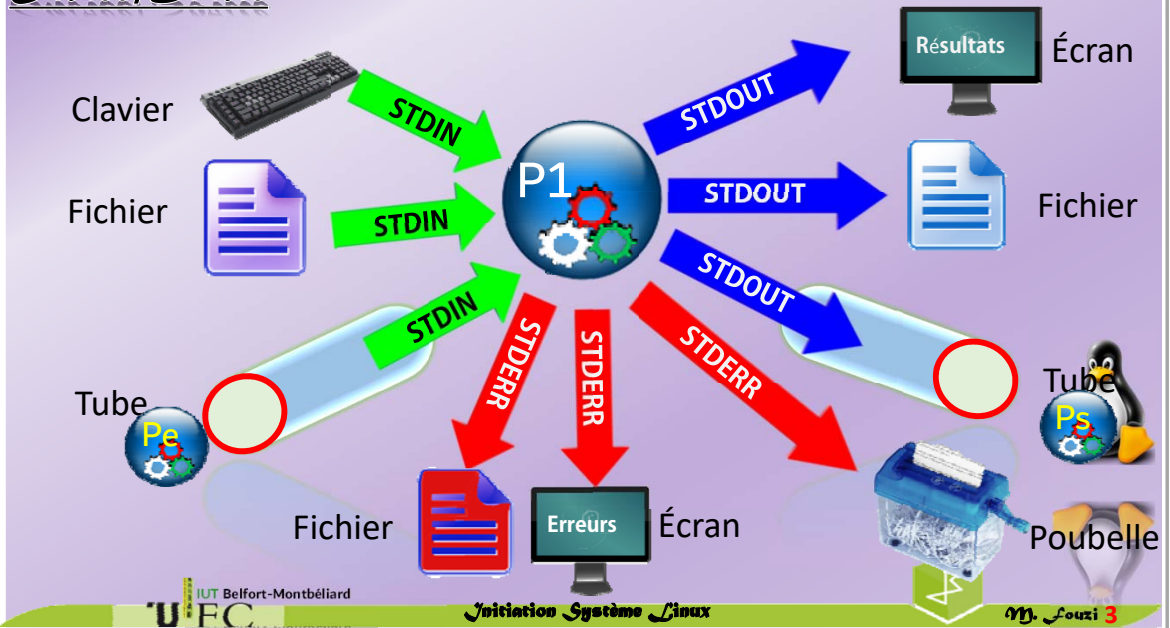 Clavier
STDIN
STDOUT
Résultats
Écran
Fichier
STDIN
P1
STDOUT
Fichier
STDIN
STDOUT
Tube
Pe
STDERR
STDERR
STDERR
Tube
Ps
Fichier
Erreurs
Écran
Poubelle
IUT Belfort-Montbéliard
Initiation Système Linux
M. Fouzi 3